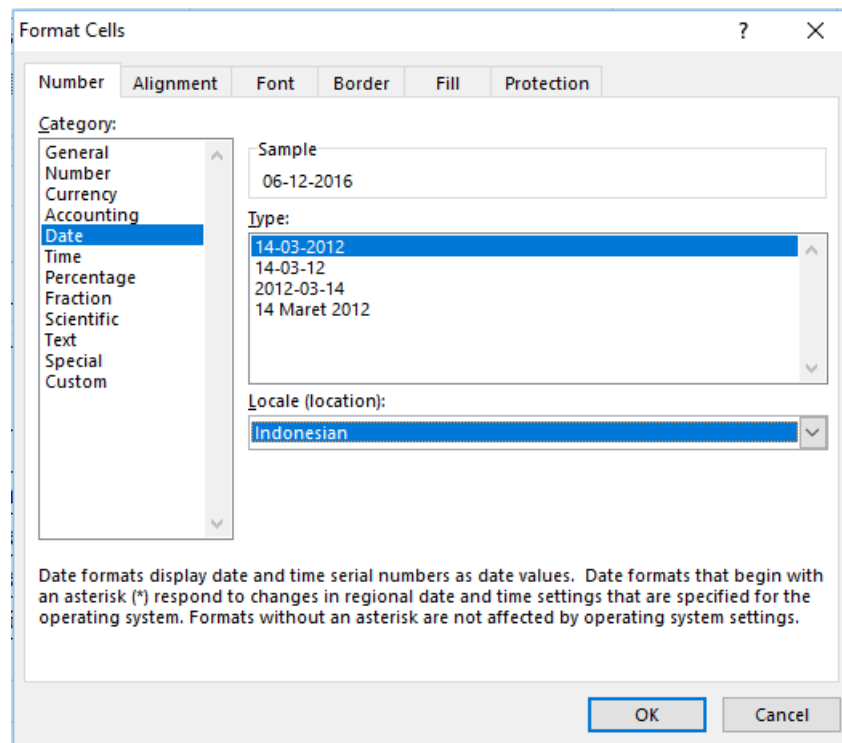 Format Cells
?
Number
Alignment
Font
Border
Fill
Protection
Category:
General
Number
Currency
Accounting
Date
Time
Percentage
Fraction
Scientific
Text
Special
Custom
Sample
06-12-2016
Type:
14-03-2012
14-03-12
2012-03-14
14 Maret 2012
Locale (location):
Indonesian
Date formats display date and time serial numbers as date values.  Date formats that begin with
an asterisk (*) respond to changes in regional date and time settings that are specified for the
operating system. Formats without an asterisk are not affected by operating system settings.
OK
Cancel